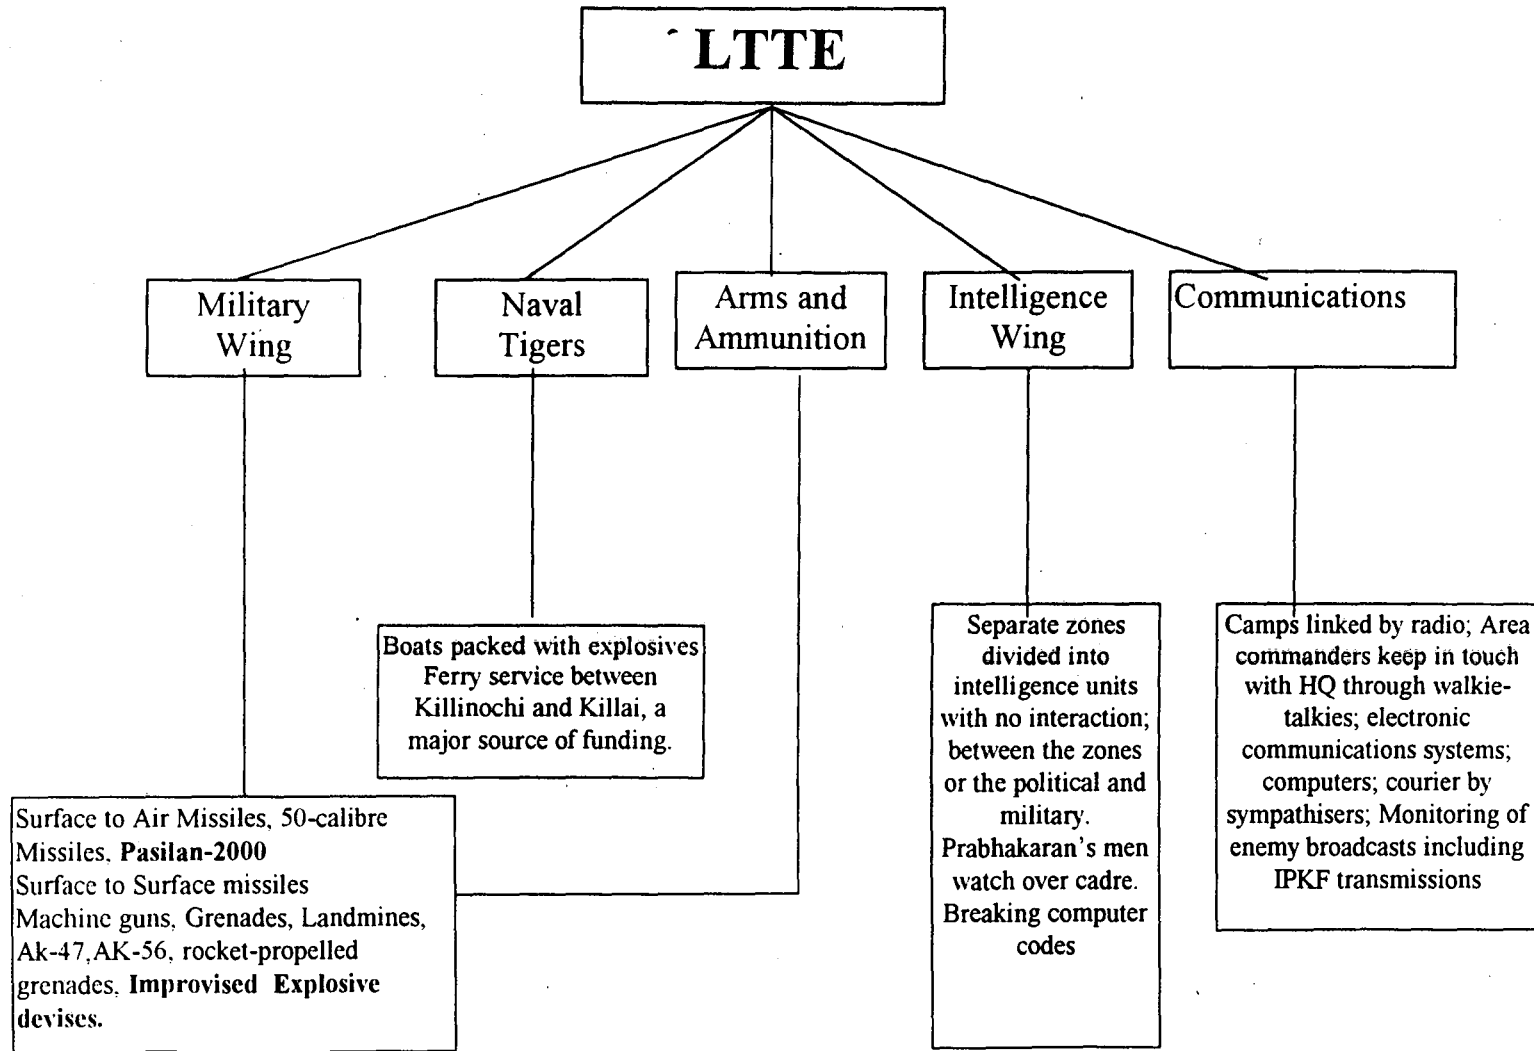 LTTE
Military
Wing
Naval
Tigers
Arms and
Ammunition
Intelligence
Wing
Communications
Surface to Air Missiles, 50-calibre
Missiles, Pasilan-2000
Surface to Surface missiles
Machine guns, Grenades, Landmines,
Ak-47,AK-56, rocket-propelled
grenades, Improvised Explosive
devises.
Boats packed with explosives
Ferry service between
Killinochi and Killai, a
major source of funding.
Separate zones
divided into
intelligence units
with no interaction;
between the zones
or the political and
military.
Prabhakaran's men
watch over cadre.
Breaking computer
codes
Camps linked by radio; Area
commanders keep in touch
with HQ through walkie-
talkies; electronic
communications systems;
computers; courier by
sympathisers; Monitoring of
enemy broadcasts including
IPKF transmissions